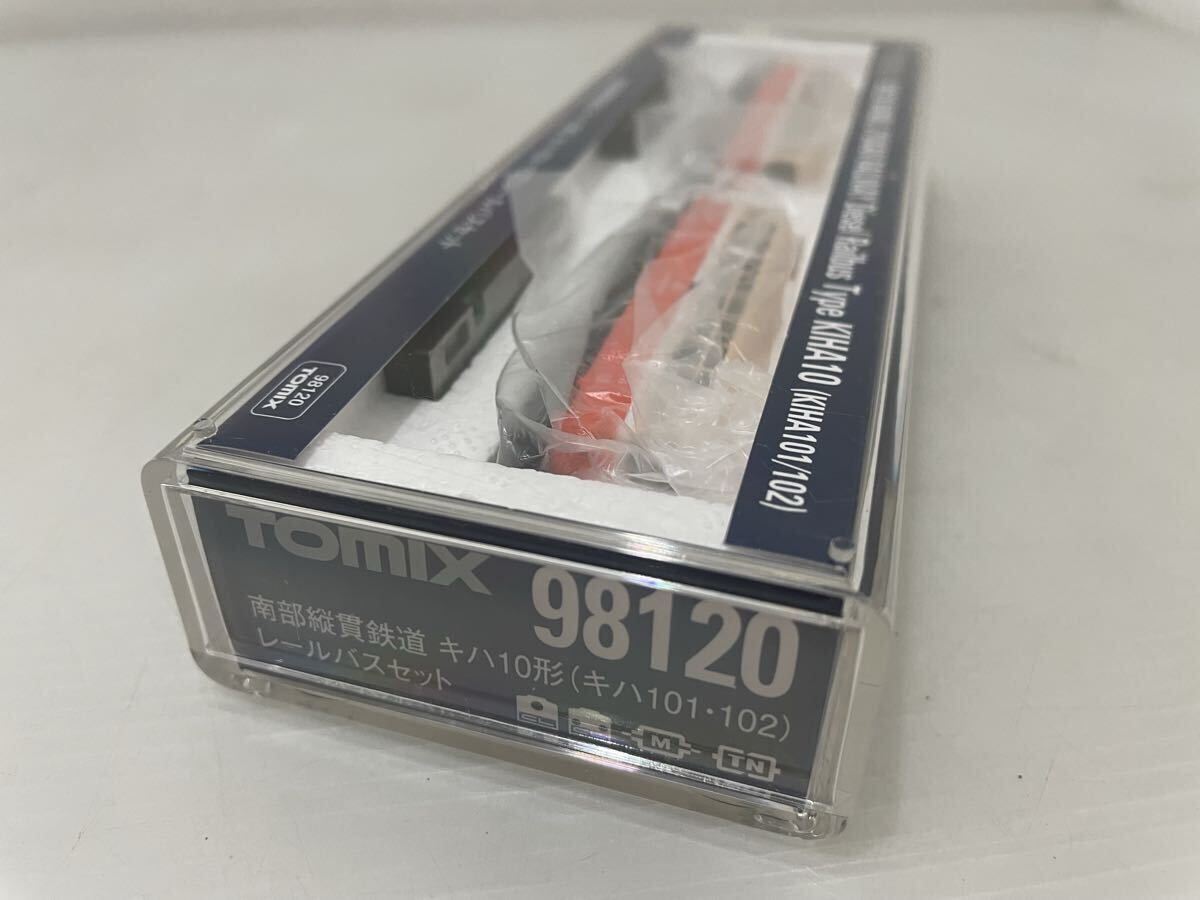 Diesel Railbus Type KIHA10 (KIHA101/102)
98120
TOMIX
TOMIX
98120
南部縦貫鉄道 キハ10形(キハ101・102)
レールバスセット
CL
M
TN